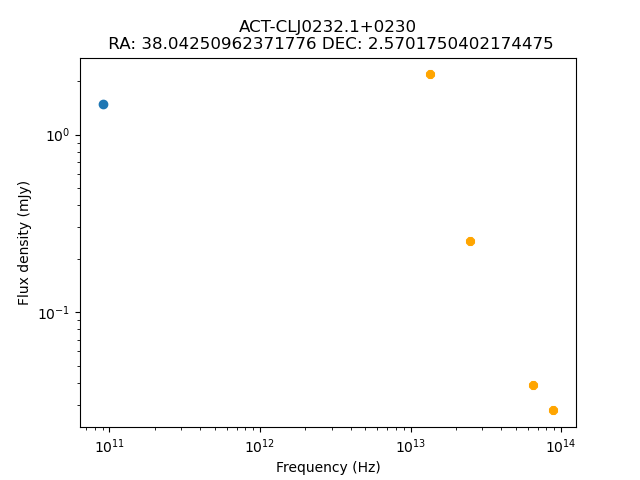 ACT-CLJ0232.1+0230
RA: 38.04250962371776 DEC: 2.5701750402174475
Flux density (mJy)
10⁰
10⁻¹
10¹¹ 10¹² 10¹³ 10¹⁴
Frequency (Hz)